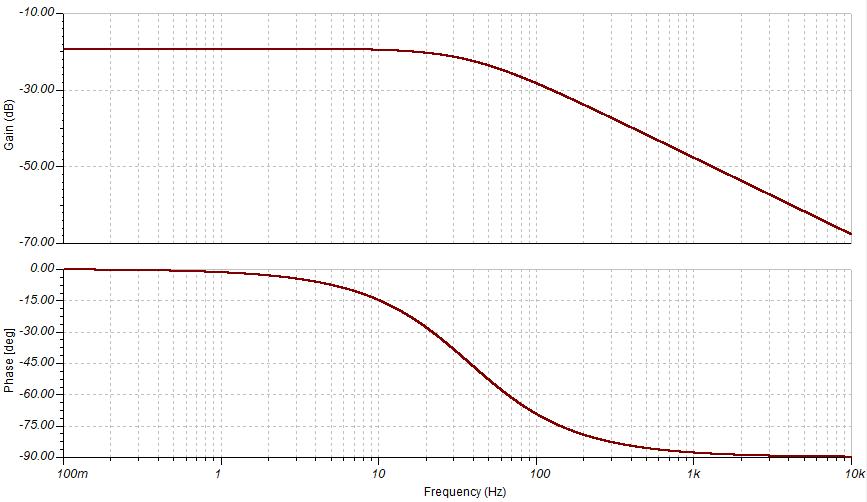 -10.00
-30.00
-50.00
-70.00
Gain (dB)
0.00
-15.00
-30.00
-45.00
-60.00
-75.00
-90.00
Phase [deg]
100m 1 10 100 1k 10k
Frequency (Hz)